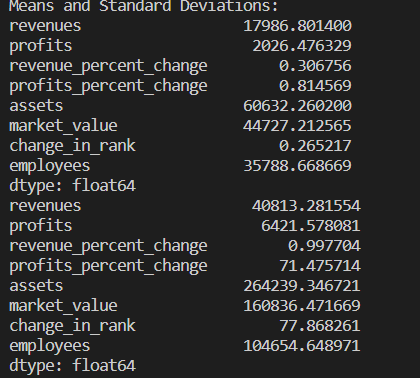 Means and Standard Deviations:
revenues 17986.801400
profits 2026.476329
revenue_percent_change 0.306756
profits_percent_change 0.814569
assets 60632.260200
market_value 44727.212565
change_in_rank 0.265217
employees 35788.668669
dtype: float64
revenues 40813.281554
profits 6421.578081
revenue_percent_change 0.997704
profits_percent_change 71.475714
assets 264239.346721
market_value 160836.471669
change_in_rank 77.868261
employees 104654.648971
dtype: float64